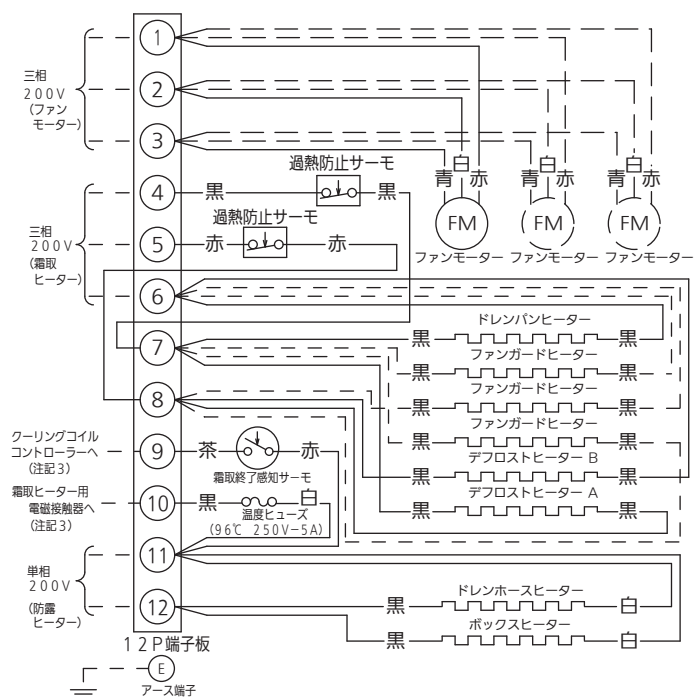 三相
200V
(ファン
モーター)
三相
200V
(霜取
ヒーター)
クーリングコイル
コントローラーへ
(注記3)
霜取ヒーター用
電磁接触器へ
(注記3)
単相
200V
(防露
ヒーター)
1
2
3
4
5
6
7
8
9
10
11
12
12P端子板
E
アース端子
過熱防止サーモ
黒 黒
過熱防止サーモ
赤 赤
青 白 赤
FM
ファンモーター
青 白 赤
FM
ファンモーター
青 白 赤
FM
ファンモーター
ドレンパンヒーター
黒 黒
ファンガードヒーター
黒 黒
ファンガードヒーター
黒 黒
ファンガードヒーター
黒 黒
デフロストヒーター B
黒 黒
デフロストヒーター A
黒 黒
茶 赤
霜取終了感知サーモ
黒 白
温度ヒューズ
(96℃ 250V-5A)
ドレンホースヒーター
黒 白
ボックスヒーター
黒 白